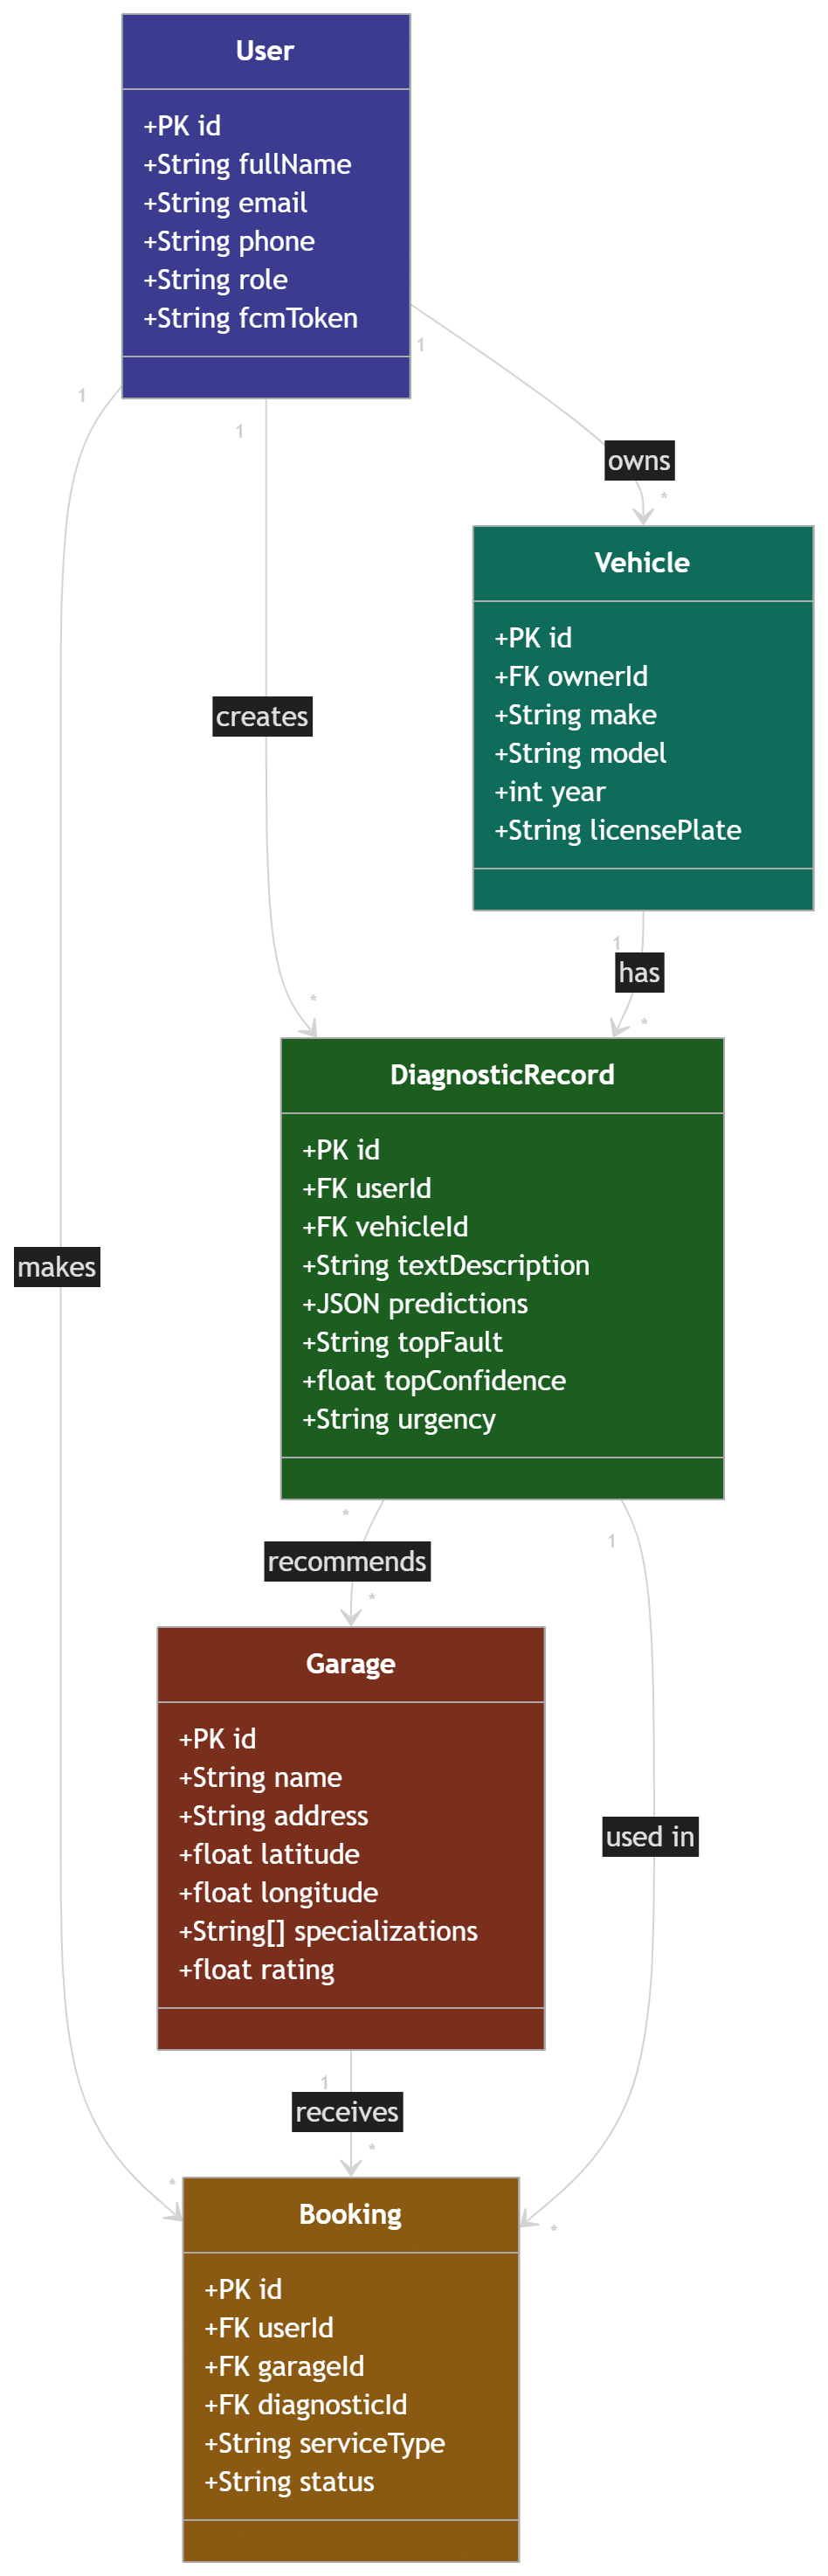 User
+PK id
+String fullName
+String email
+String phone
+String role
+String fcmToken
1
1
1
owns
*
Vehicle
+PK id
+FK ownerId
+String make
+String model
+int year
+String licensePlate
creates
1
has
*
*
DiagnosticRecord
+PK id
+FK userId
+FK vehicleId
+String textDescription
+JSON predictions
+String topFault
+float topConfidence
+String urgency
makes
*
1
recommends
*
Garage
+PK id
+String name
+String address
+float latitude
+float longitude
+String[] specializations
+float rating
used in
1
receives
*
*
*
Booking
+PK id
+FK userId
+FK garageId
+FK diagnosticId
+String serviceType
+String status